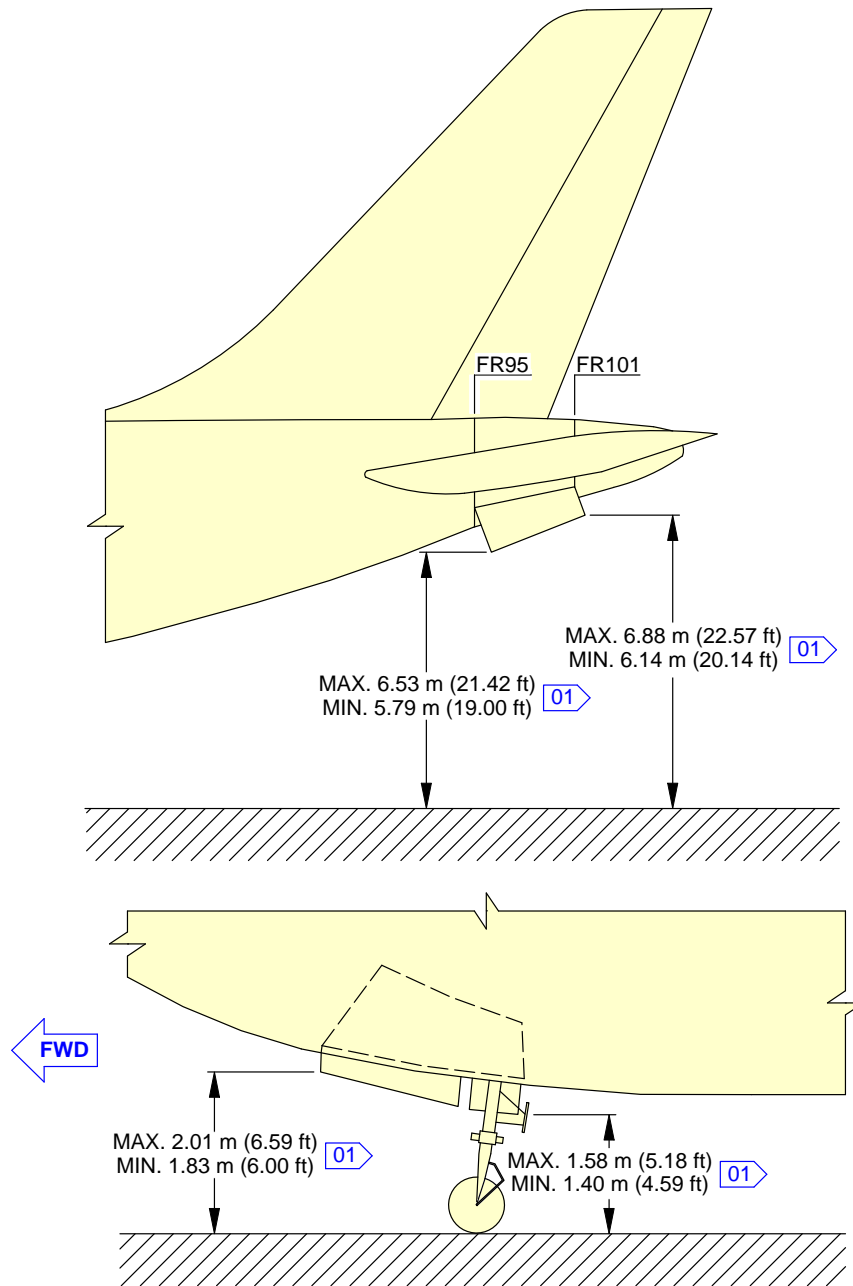 FR95
FR101
MAX. 6.88 m (22.57 ft)
MIN. 6.14 m (20.14 ft)
01
MAX. 6.53 m (21.42 ft)
MIN. 5.79 m (19.00 ft)
01
FWD
MAX. 2.01 m (6.59 ft)
MIN. 1.83 m (6.00 ft)
01
MAX. 1.58 m (5.18 ft)
MIN. 1.40 m (4.59 ft)
01